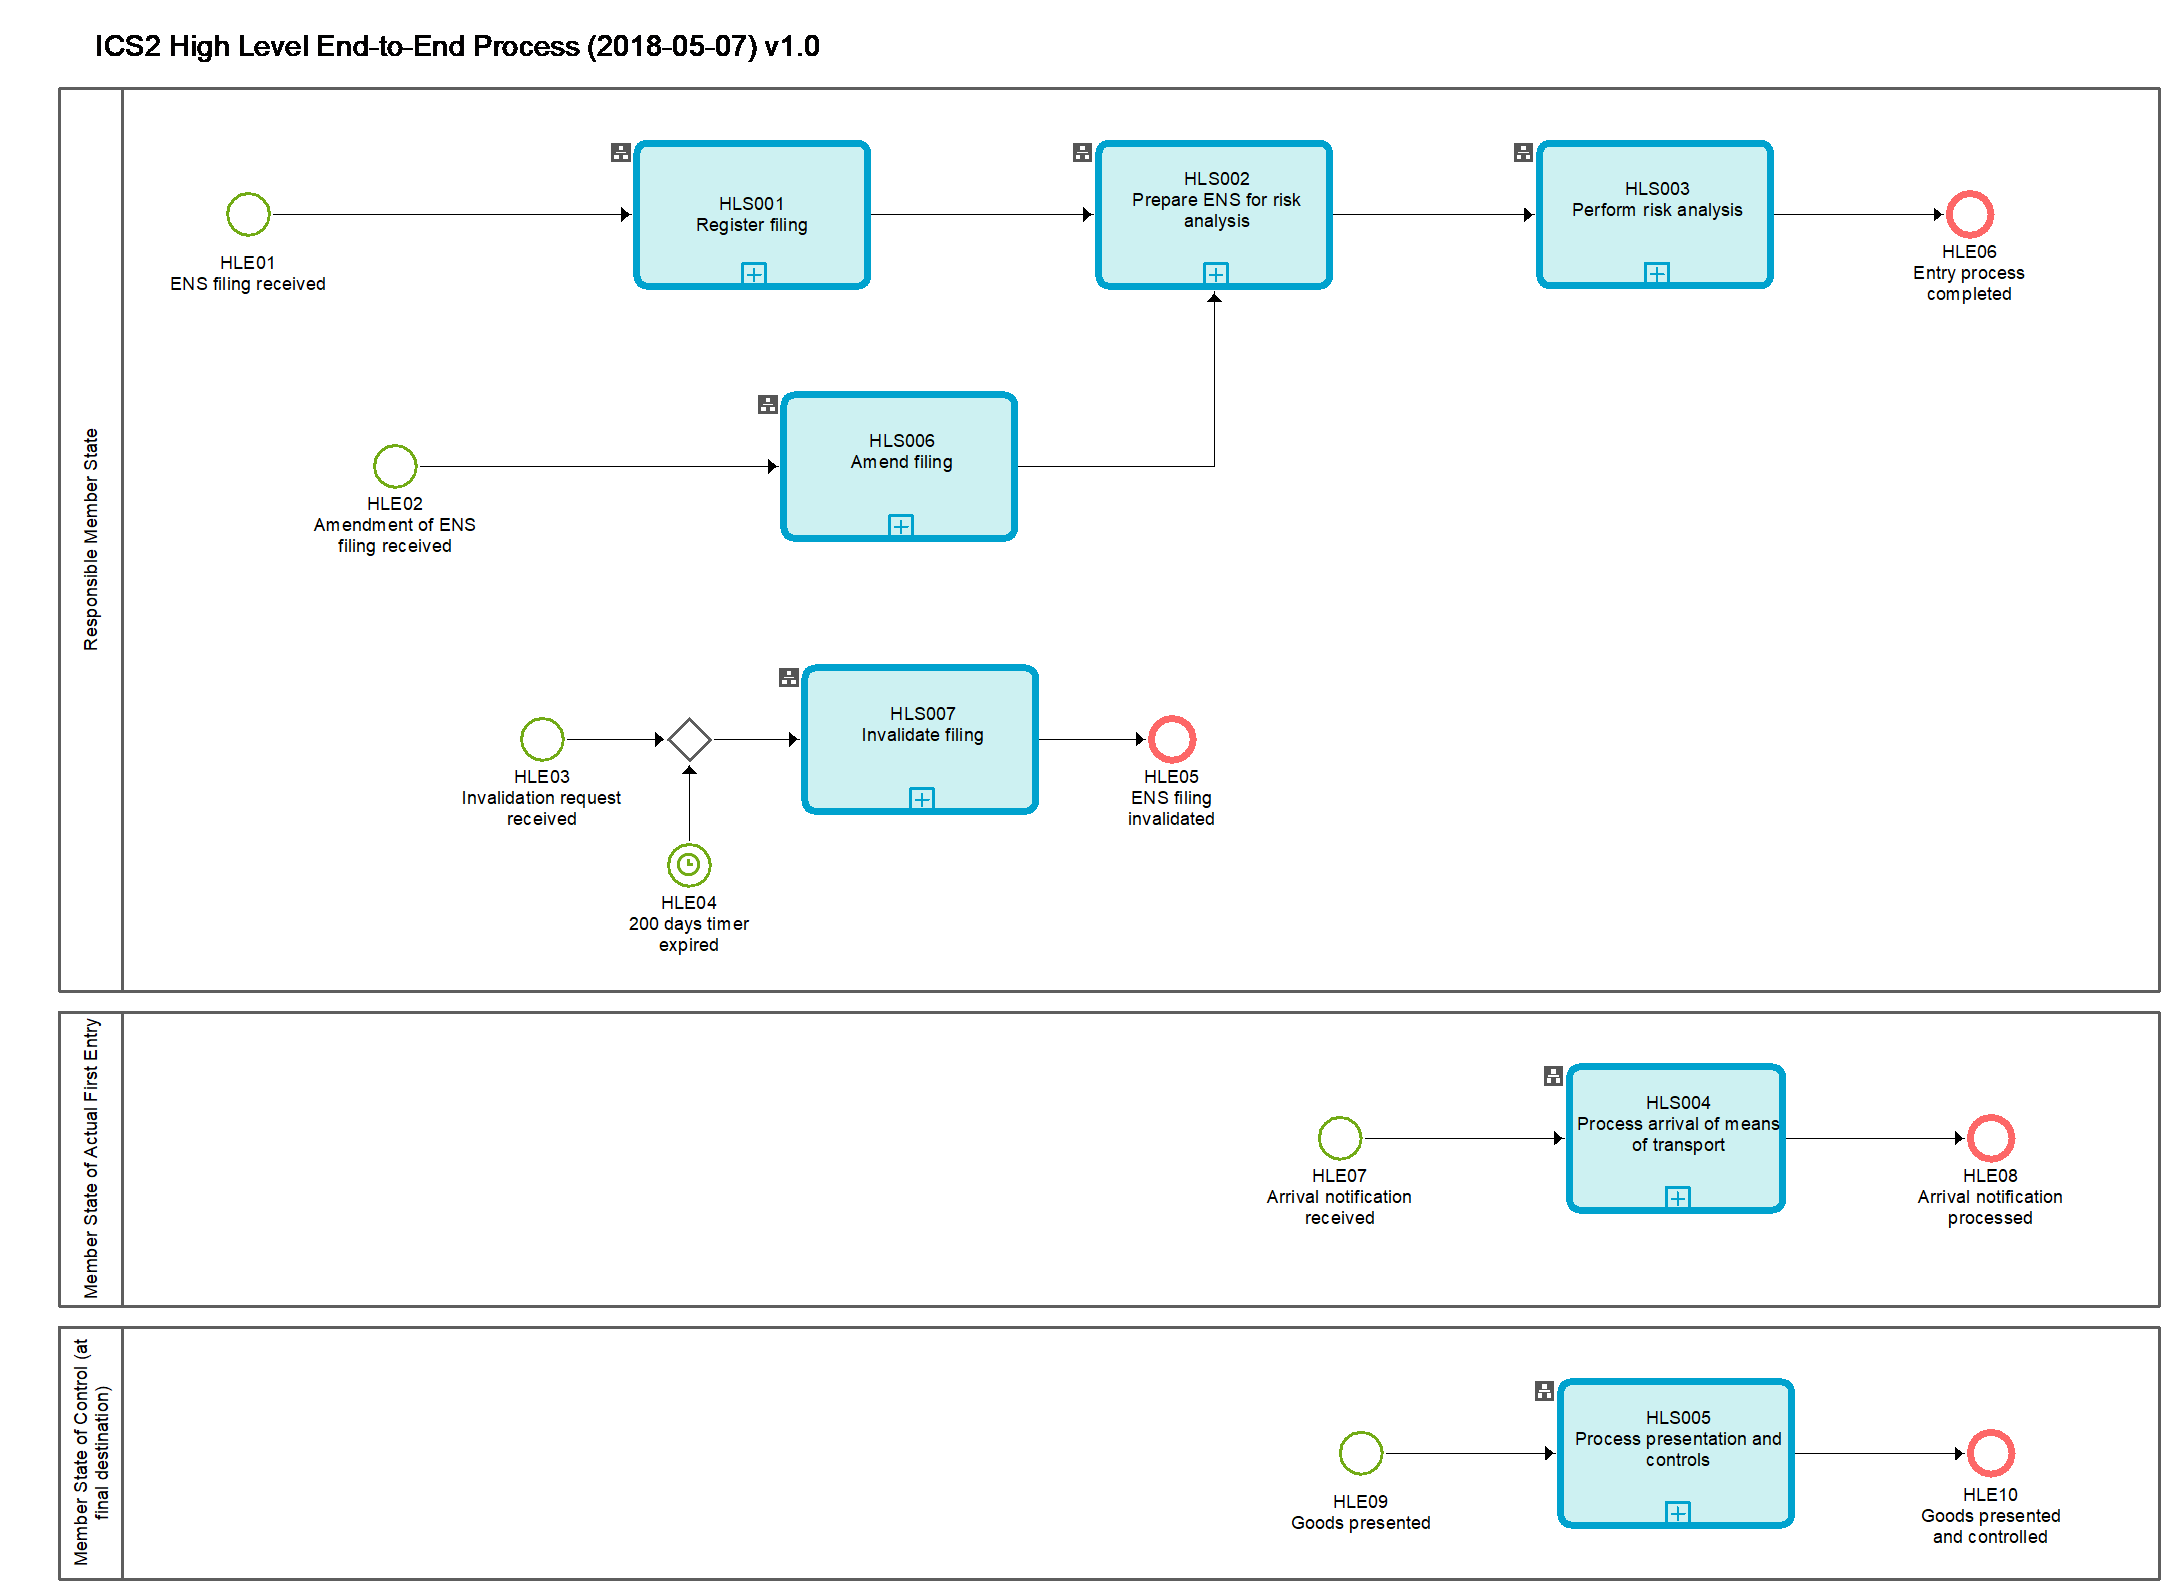 ICS2 High Level End-to-End Process (2018-05-07) v1.0
Responsible Member State
HLE01
ENS filing received
HLS001
Register filing
HLS002
Prepare ENS for risk
analysis
HLS003
Perform risk analysis
HLE06
Entry process
completed
HLE02
Amendment of ENS
filing received
HLS006
Amend filing
HLE03
Invalidation request
received
HLE04
200 days timer
expired
HLS007
Invalidate filing
HLE05
ENS filing
invalidated
Member State of Actual First Entry
HLE07
Arrival notification
received
HLS004
Process arrival of means
of transport
HLE08
Arrival notification
processed
Member State of Control (at
final destination)
HLE09
Goods presented
HLS005
Process presentation and
controls
HLE10
Goods presented
and controlled